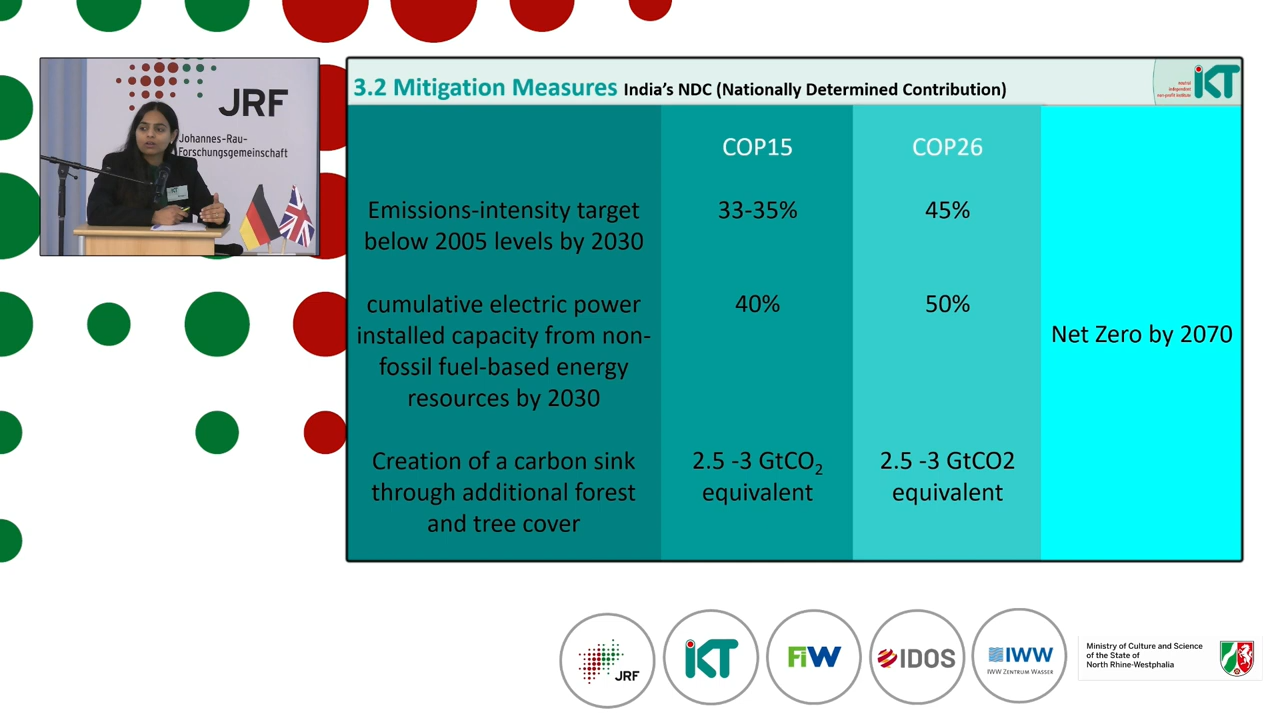 JRF
Johannes-Rau-
Forschungsgemeinschaft
iKT
3.2 Mitigation Measures India's NDC (Nationally Determined Contribution)
iKT
COP15
COP26
Emissions-intensity target
below 2005 levels by 2030
33-35%
45%
cumulative electric power
installed capacity from non-
fossil fuel-based energy
resources by 2030
40%
50%
Net Zero by 2070
Creation of a carbon sink
through additional forest
and tree cover
2.5 -3 GtCO₂
equivalent
2.5 -3 GtCO2
equivalent
JRF
iKT
FiW
IDOS
IWW
IWW ZENTRUM WASSER
Ministry of Culture and Science
of the State of
North Rhine-Westphalia